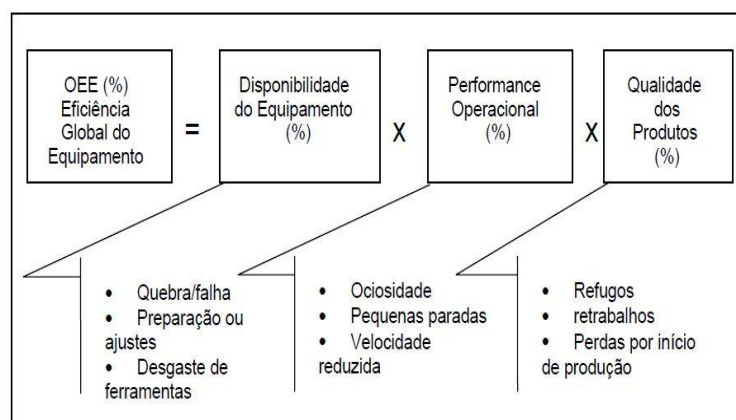 OEE (%)
Eficiência
Global do
Equipamento
=
Disponibilidade
do Equipamento
(%)
X
Performance
Operacional
(%)
X
Qualidade
dos
Produtos
(%)
• Quebra/falha
• Preparação ou
ajustes
• Desgaste de
ferramentas
• Ociosidade
• Pequenas paradas
• Velocidade
reduzida
• Refugos
• retrabalhos
• Perdas por início
de produção